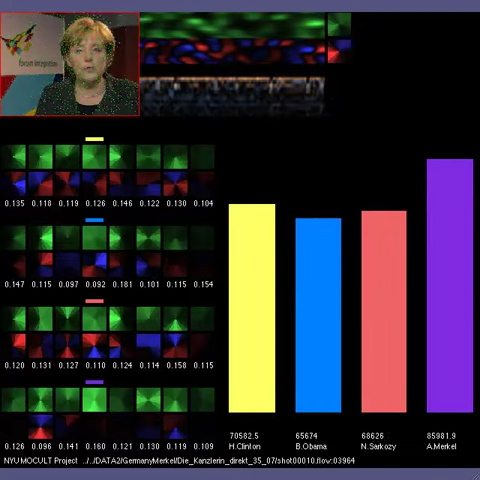 forum integration
0.135 0.118 0.119 0.126 0.146 0.122 0.130 0.104
0.147 0.115 0.097 0.092 0.181 0.101 0.115 0.154
0.120 0.131 0.127 0.110 0.124 0.114 0.158 0.115
0.126 0.096 0.141 0.160 0.121 0.130 0.119 0.109
70582.5 65674 68626 85981.9
H.Clinton B.Obama N.Sarkozy A.Merkel
NYU MOCULT Project ../../DATA2/GermanyMerkel/Die_Kanzlerin_direkt_35_07/shot00010.flow:03964